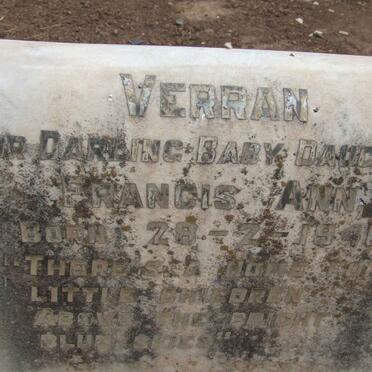 VERRAN
R DARLING BABY DAUG
FRANCIS ANN
BORN 28-2-19
"THERE'S A HOME
LITTLE CHILDREN
ABOVE THE BRIGHT
BLUE SKIES"